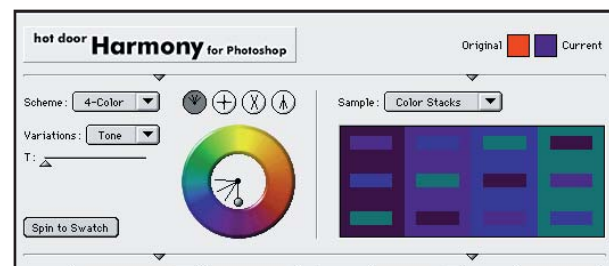 hot door Harmony for Photoshop
Original Current
Scheme: 4-Color
Sample: Color Stacks
Variations: Tone
T:
Spin to Swatch